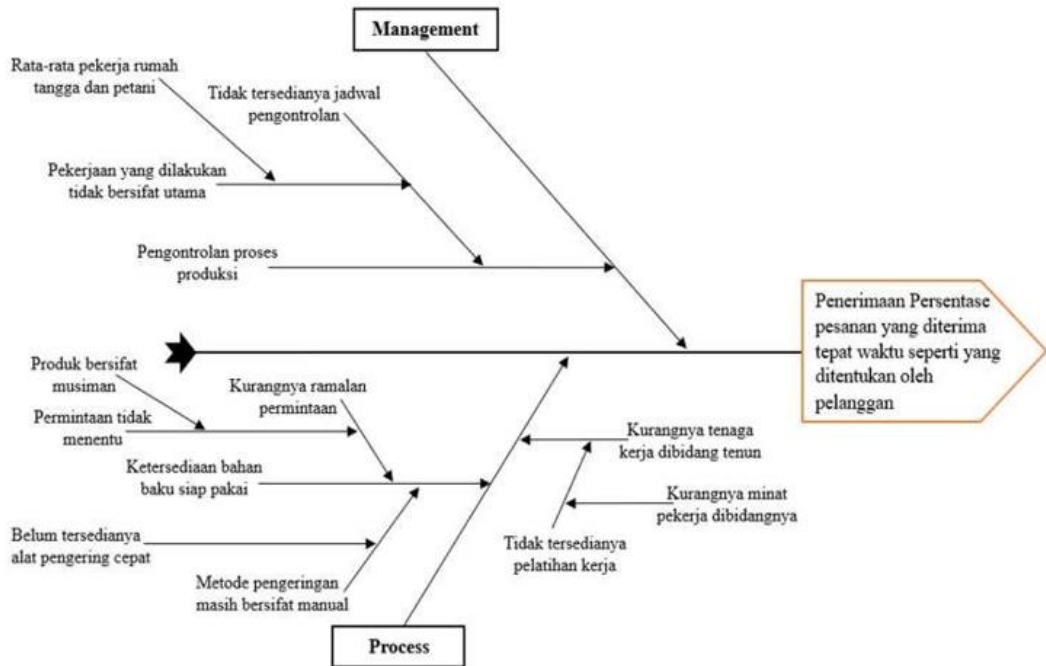 Management
Rata-rata pekerja rumah
tangga dan petani
Tidak tersedianya jadwal
pengontrolan
Pekerjaan yang dilakukan
tidak bersifat utama
Pengontrolan proses
produksi
Penerimaan Persentase
pesanan yang diterima
tepat waktu seperti yang
ditentukan oleh
pelanggan
Produk bersifat
musiman
Kurangnya ramalan
permintaan
Permintaan tidak
menentu
Kurangnya tenaga
kerja dibidang tenun
Ketersediaan bahan
baku siap pakai
Kurangnya minat
pekerja dibidangnya
Belum tersedianya
alat pengering cepat
Tidak tersedianya
pelatihan kerja
Metode pengeringan
masih bersifat manual
Process